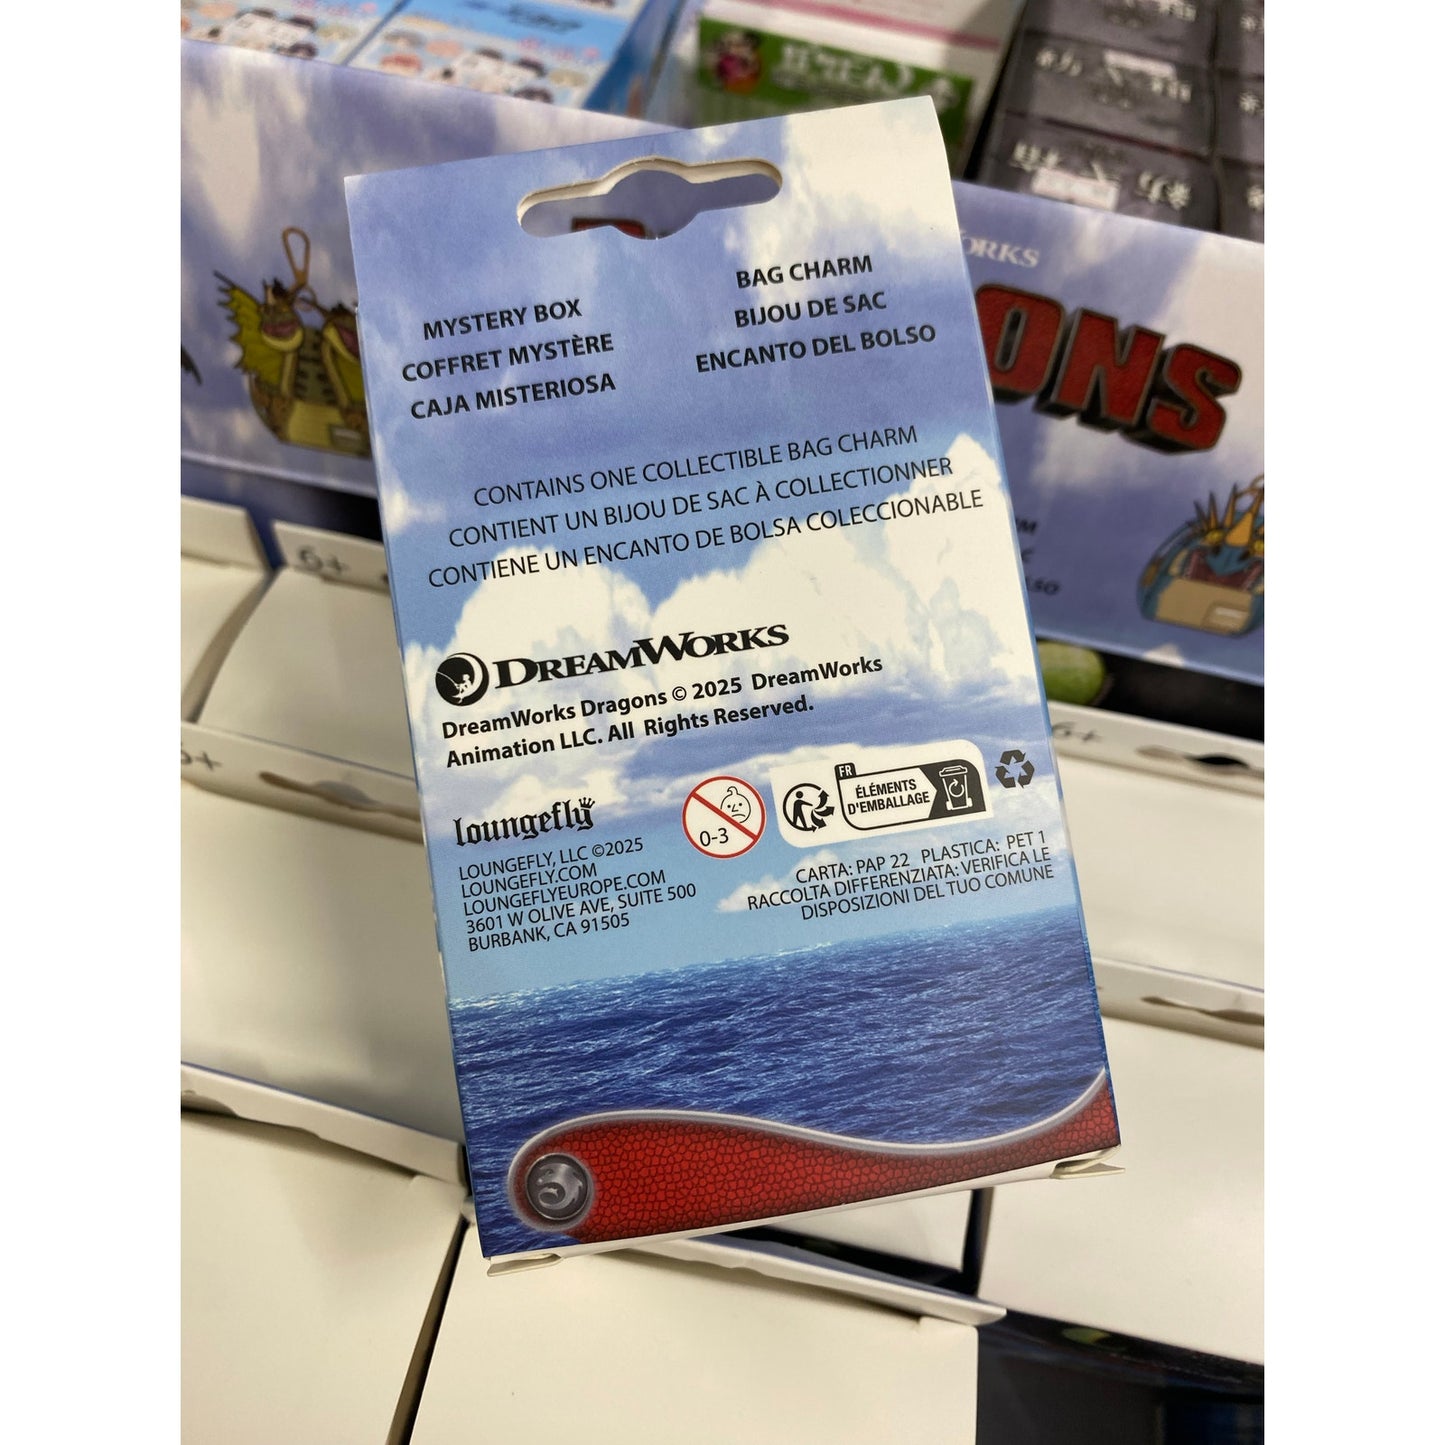 MYSTERY BOX
COFFRET MYSTÈRE
CAJA MISTERIOSA
BAG CHARM
BIJOU DE SAC
ENCANTO DEL BOLSO
CONTAINS ONE COLLECTIBLE BAG CHARM
CONTIENT UN BIJOU DE SAC À COLLECTIONNER
CONTIENE UN ENCANTO DE BOLSA COLECCIONABLE
DREAMWORKS
DreamWorks Dragons © 2025 DreamWorks
Animation LLC. All Rights Reserved.
loungefly
LOUNGEFLY, LLC ©2025
LOUNGEFLY.COM
LOUNGEFLYEUROPE.COM
3601 W OLIVE AVE, SUITE 500
BURBANK, CA 91505
0-3
FR
ÉLÉMENTS
D'EMBALLAGE
CARTA: PAP 22 PLASTICA: PET 1
RACCOLTA DIFFERENZIATA: VERIFICA LE
DISPOSIZIONI DEL TUO COMUNE
ORKS
ONS
6+
6+